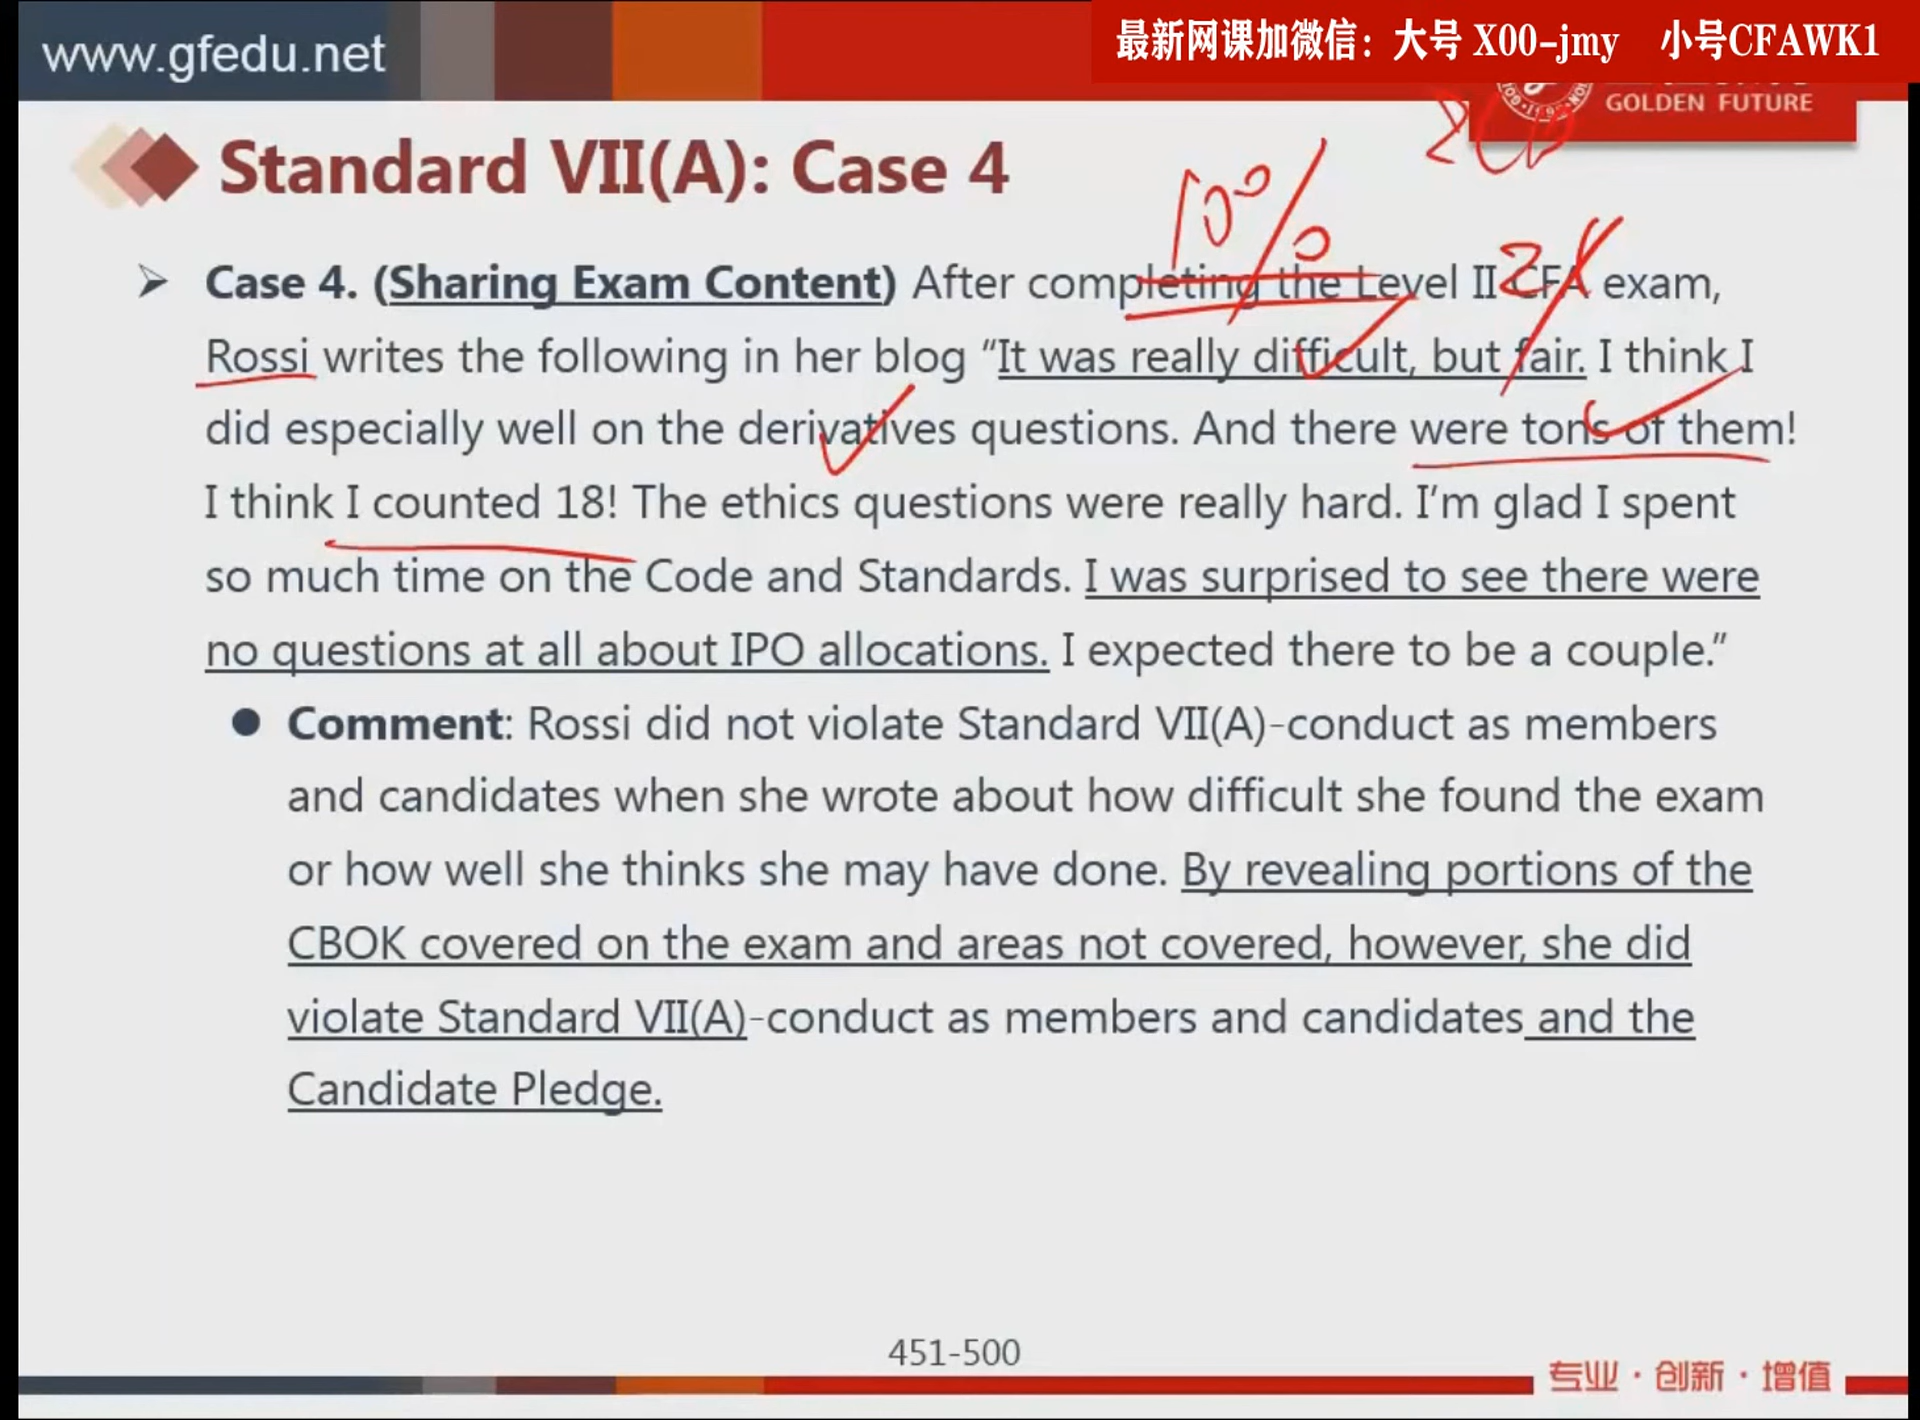 www.gfedu.net
最新网课加微信：大号 X00-jmy 小号CFAWK1
GOLDEN FUTURE
Standard VII(A): Case 4
100/0
➢ Case 4. (Sharing Exam Content) After completing the Level II CFA exam,
Rossi writes the following in her blog “It was really difficult, but fair. I think I
did especially well on the derivatives questions. And there were tons of them!
I think I counted 18! The ethics questions were really hard. I’m glad I spent
so much time on the Code and Standards. I was surprised to see there were
no questions at all about IPO allocations. I expected there to be a couple.”
● Comment: Rossi did not violate Standard VII(A)-conduct as members
and candidates when she wrote about how difficult she found the exam
or how well she thinks she may have done. By revealing portions of the
CBOK covered on the exam and areas not covered, however, she did
violate Standard VII(A)-conduct as members and candidates and the
Candidate Pledge.
451-500
专业·创新·增值